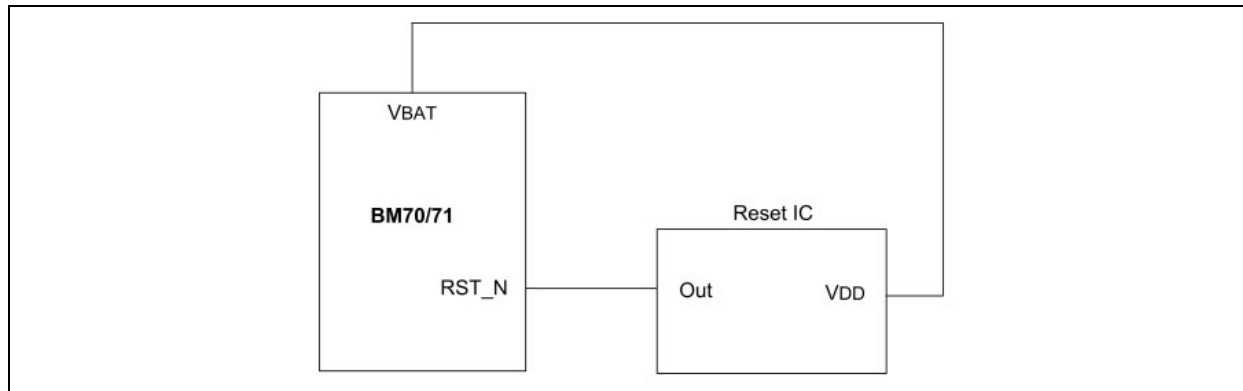 VBAT
BM70/71
Reset IC
RST_N
Out
VDD